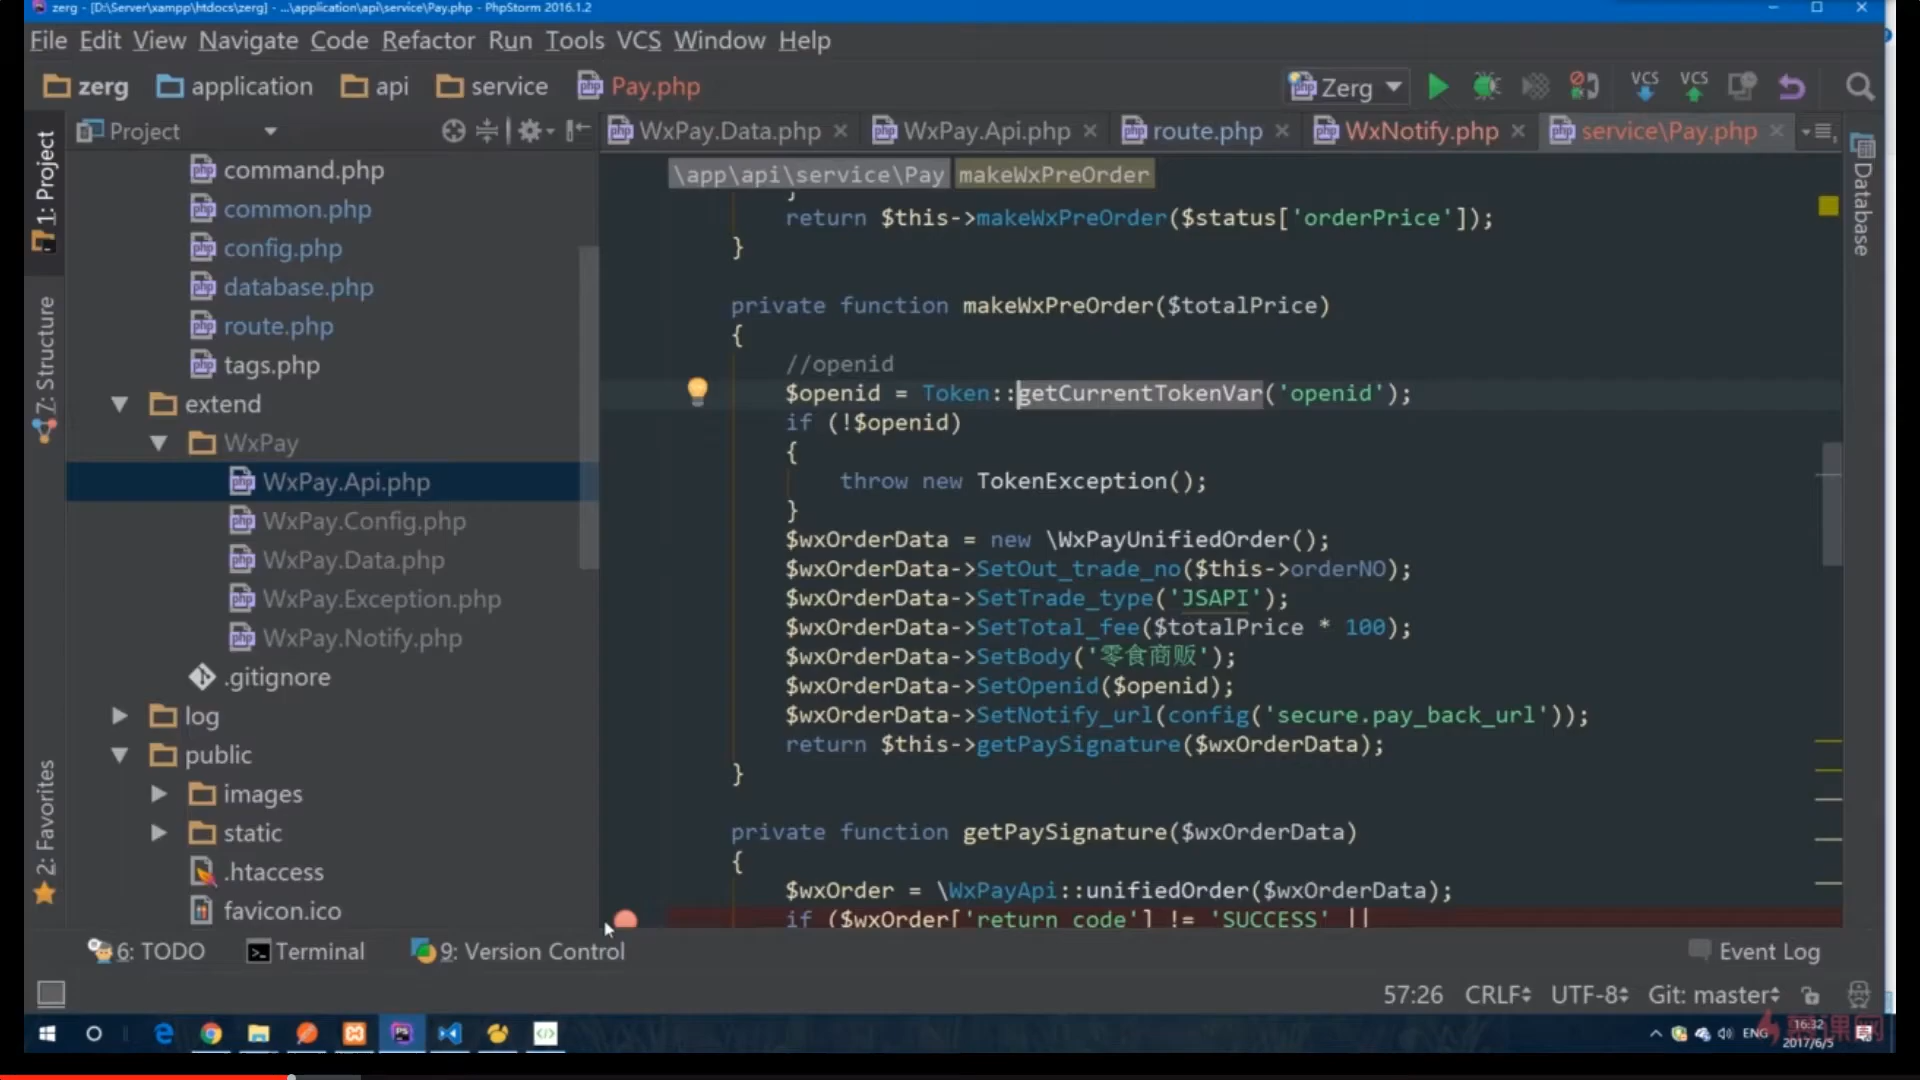 zerg - [D:\Server\xampp\htdocs\zerg] - ...\application\api\service\Pay.php - PhpStorm 2016.1.2
File Edit View Navigate Code Refactor Run Tools VCS Window Help
zerg application api service Pay.php Zerg VCS VCS
Project WxPay.Data.php WxPay.Api.php route.php WxNotify.php service\Pay.php
1: Project
7: Structure
2: Favorites
command.php
common.php
config.php
database.php
route.php
tags.php
extend
WxPay
WxPay.Api.php
WxPay.Config.php
WxPay.Data.php
WxPay.Exception.php
WxPay.Notify.php
.gitignore
log
public
images
static
.htaccess
favicon.ico
\app\api\service\Pay makeWxPreOrder
}
return $this->makeWxPreOrder($status['orderPrice']);
}
private function makeWxPreOrder($totalPrice)
{
//openid
$openid = Token::getCurrentTokenVar('openid');
if (!$openid)
{
throw new TokenException();
}
$wxOrderData = new \WxPayUnifiedOrder();
$wxOrderData->SetOut_trade_no($this->orderNO);
$wxOrderData->SetTrade_type('JSAPI');
$wxOrderData->SetTotal_fee($totalPrice * 100);
$wxOrderData->SetBody('零食商贩');
$wxOrderData->SetOpenid($openid);
$wxOrderData->SetNotify_url(config('secure.pay_back_url'));
return $this->getPaySignature($wxOrderData);
}
private function getPaySignature($wxOrderData)
{
$wxOrder = \WxPayApi::unifiedOrder($wxOrderData);
if ($wxOrder['return_code'] != 'SUCCESS' ||
Database
6: TODO Terminal 9: Version Control Event Log
57:26 CRLF UTF-8 Git: master
ENG 16:32
2017/6/5
慕课网